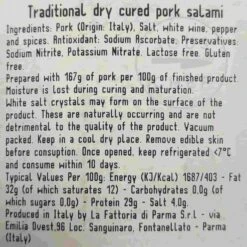 Traditional dry cured pork salami
Ingredients: Pork (Origin: Italy), Salt, white wine, pepper
and spices. Antioxidant: Sodium Ascorbate; Preservatives:
Sodium Nitrite, Potassium Nitrate, Lactose free. Gluten
free.
Prepared with 167g of pork per 100g of finished product.
Moisture is lost during curing and maturation.
White salt crystals may form on the surface of the
product. These are naturally occurring and are not
detrimental to the quality of the product. Vacuum
packed. Keep in a cool dry place. Remove edible skin
before consuption. Once opened, keep refrigerated <7°C
and consume within 10 days.
Typical Values Per 100g: Energy (KJ/Kcal) 1687/403 - Fat
32g (of which saturates 12) - Carbohydrates 0.0g (of
which sugars 0.0g) - Protein 29g - Salt 4.0g.
Produced in Italy by La Fattoria di Parma S.r.l - via
Emilia Ovest,96 Loc. Sanguinaro, Fontanellato - Parma
(Italy)